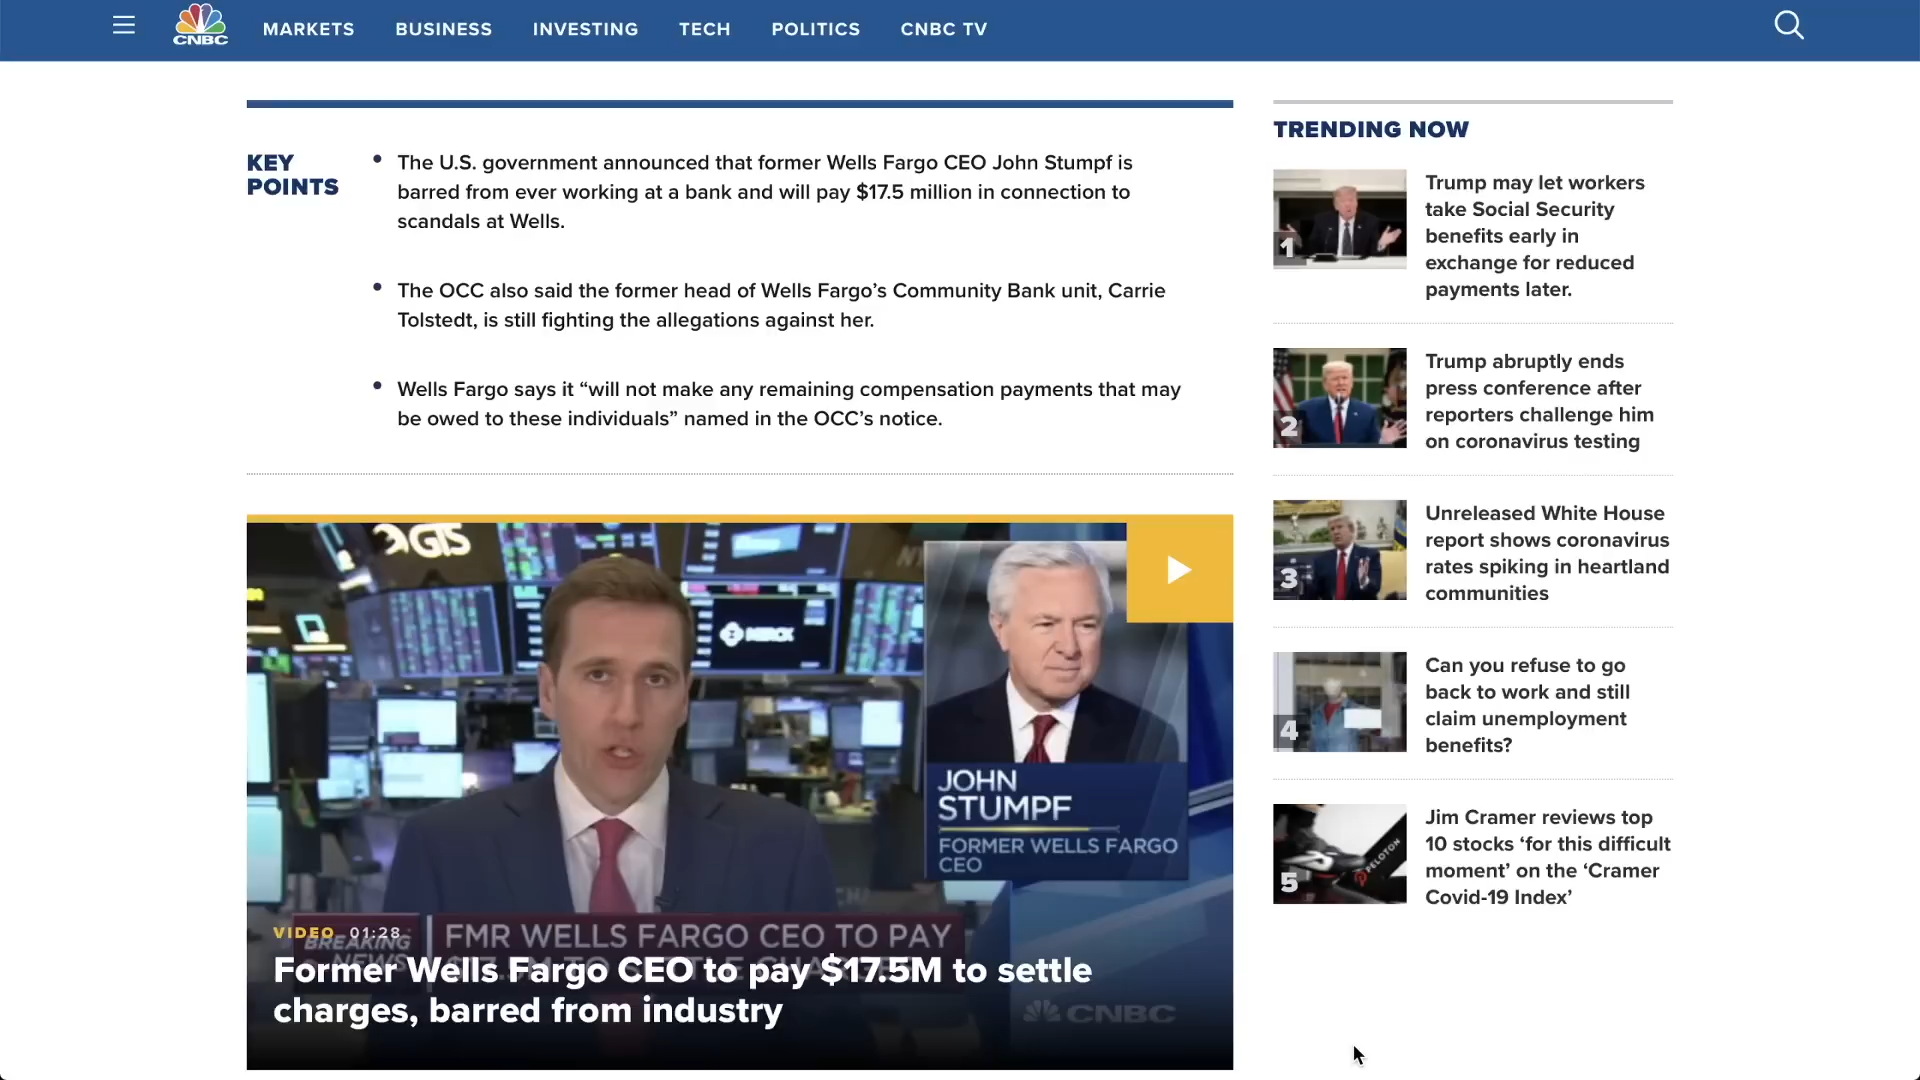 CNBC
MARKETS
BUSINESS
INVESTING
TECH
POLITICS
CNBC TV
KEY
POINTS
The U.S. government announced that former Wells Fargo CEO John Stumpf is
barred from ever working at a bank and will pay $17.5 million in connection to
scandals at Wells.
The OCC also said the former head of Wells Fargo’s Community Bank unit, Carrie
Tolstedt, is still fighting the allegations against her.
Wells Fargo says it “will not make any remaining compensation payments that may
be owed to these individuals” named in the OCC’s notice.
GTS
MERCK
JOHN
STUMPF
FORMER WELLS FARGO
CEO
VIDEO 01:28
BREAKING
NEWS
FMR WELLS FARGO CEO TO PAY
Former Wells Fargo CEO to pay $17.5M to settle
charges, barred from industry
CNBC
TRENDING NOW
1
Trump may let workers
take Social Security
benefits early in
exchange for reduced
payments later.
2
Trump abruptly ends
press conference after
reporters challenge him
on coronavirus testing
3
Unreleased White House
report shows coronavirus
rates spiking in heartland
communities
4
Can you refuse to go
back to work and still
claim unemployment
benefits?
5
PELOTON
Jim Cramer reviews top
10 stocks ‘for this difficult
moment’ on the ‘Cramer
Covid-19 Index’